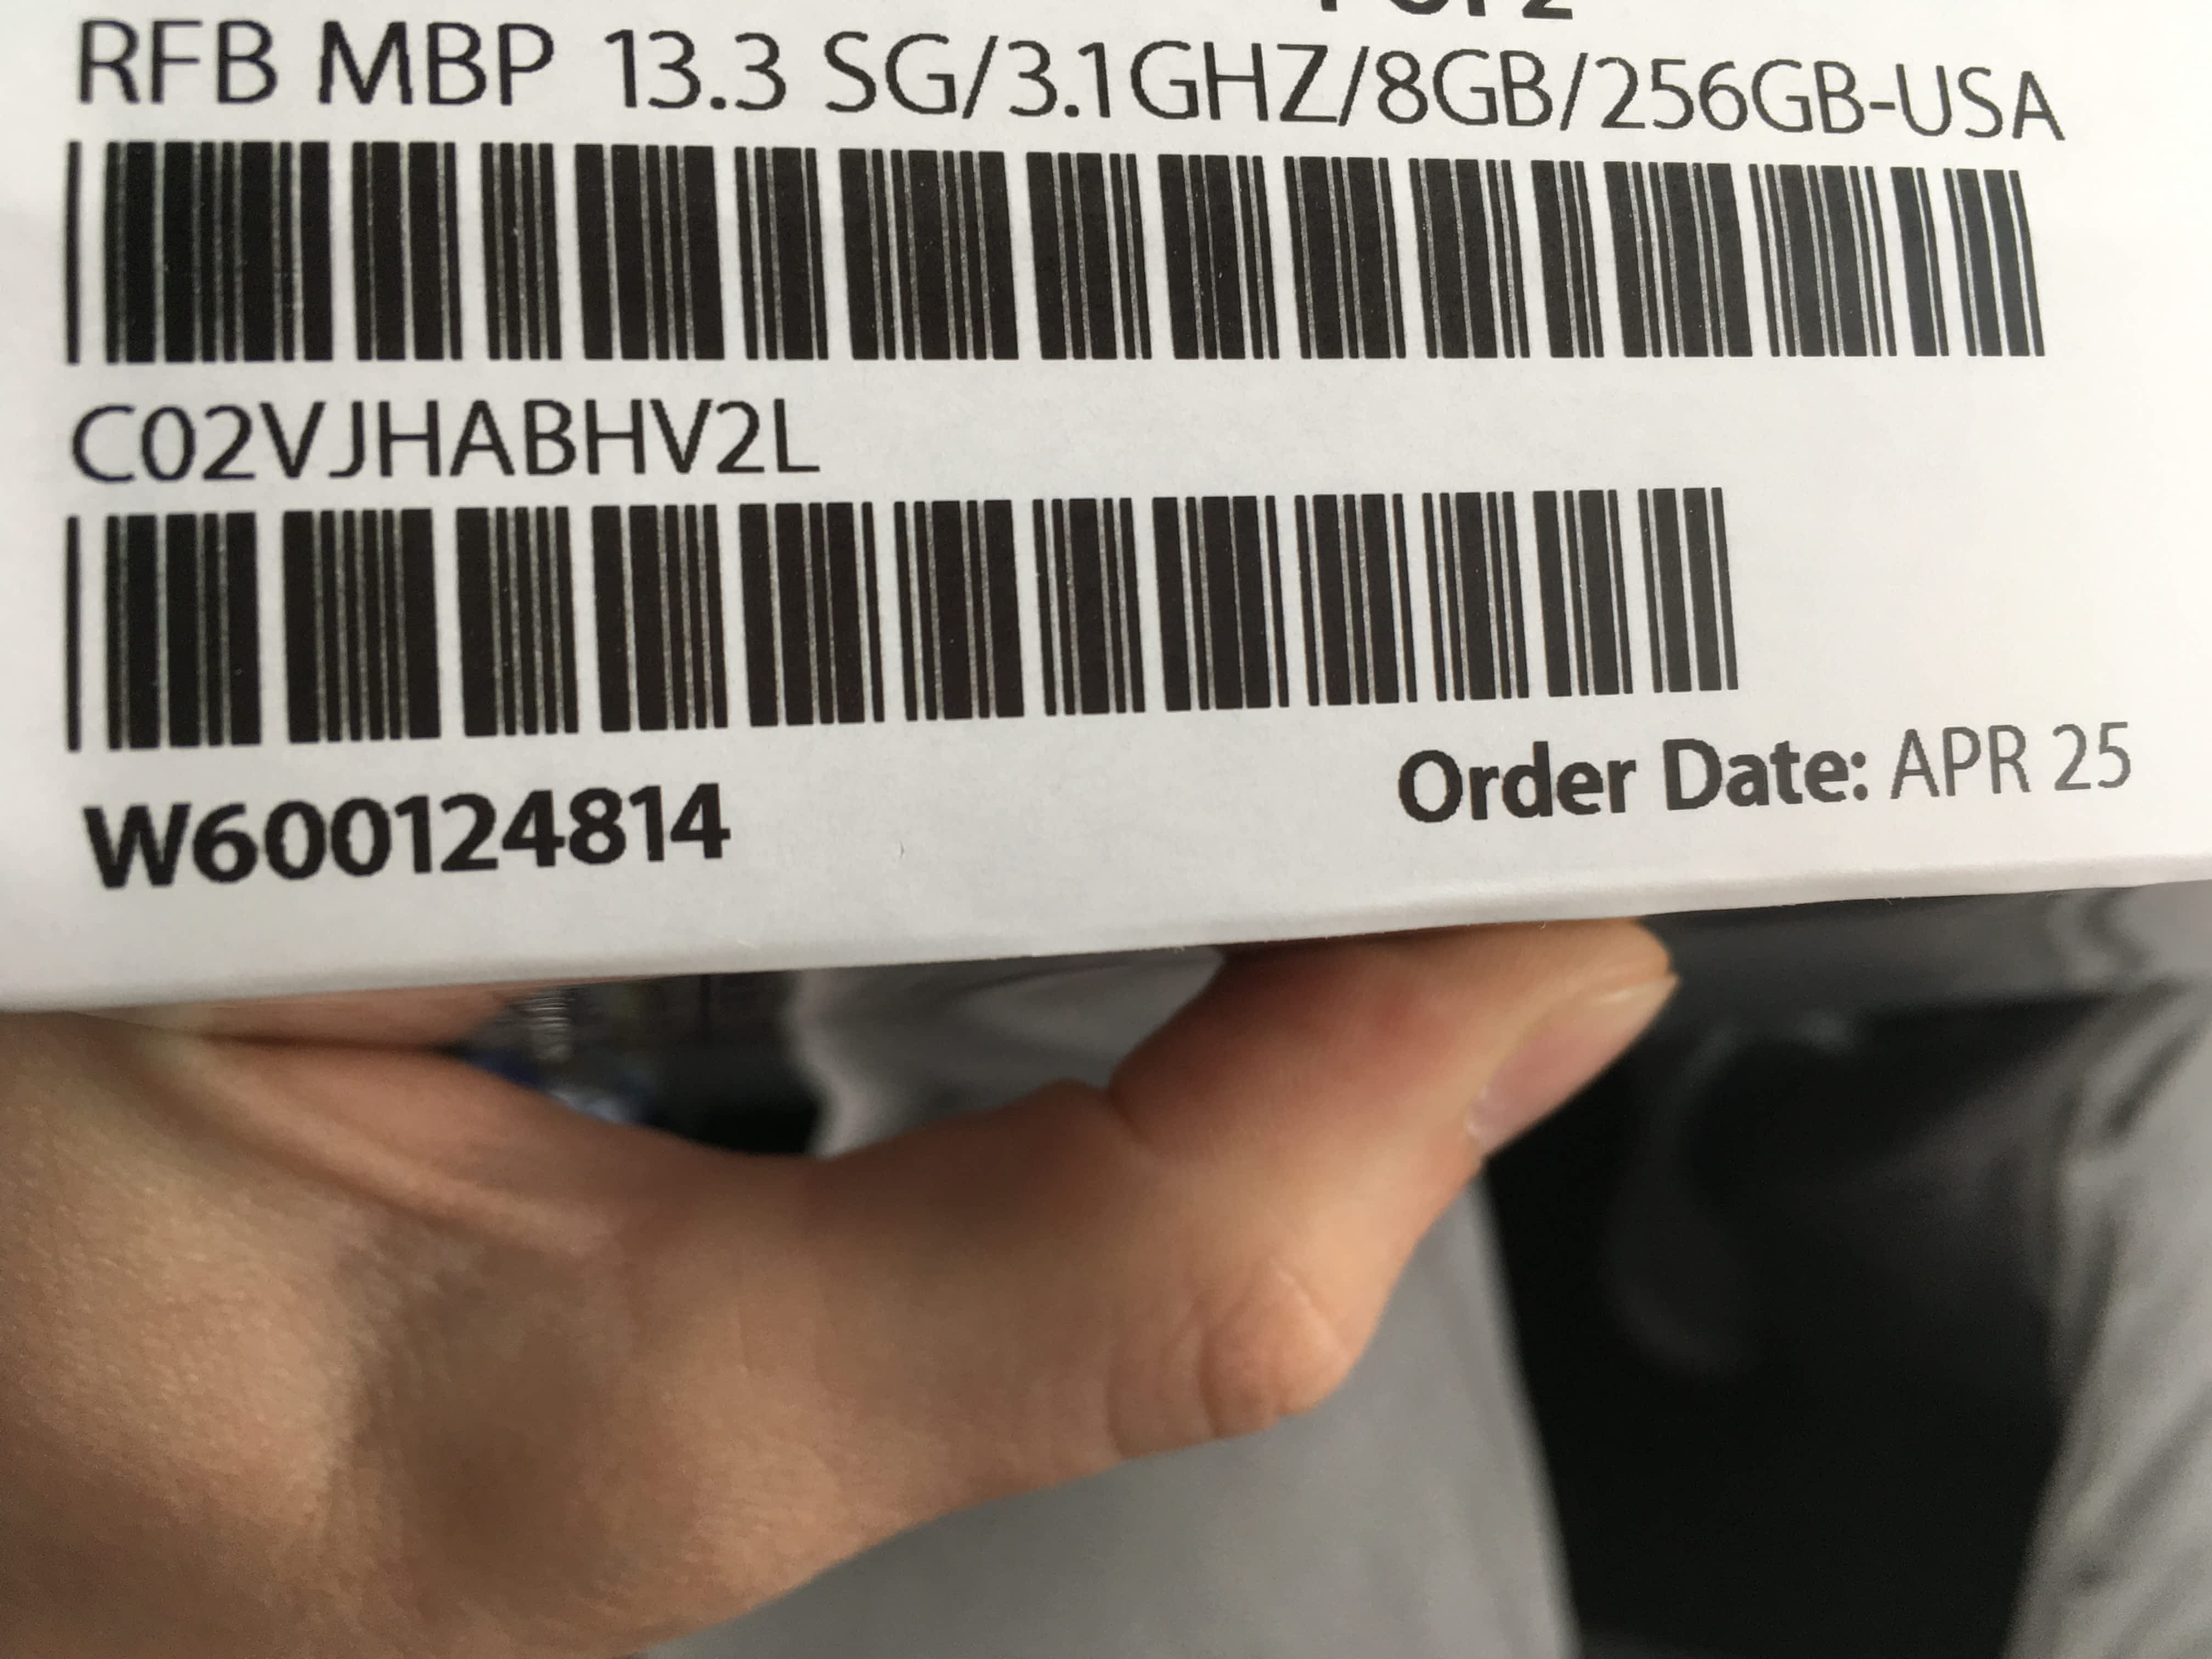 RFB MBP 13.3 SG/3.1GHZ/8GB/256GB-USA
C02VJHABHV2L
W600124814
Order Date: APR 25